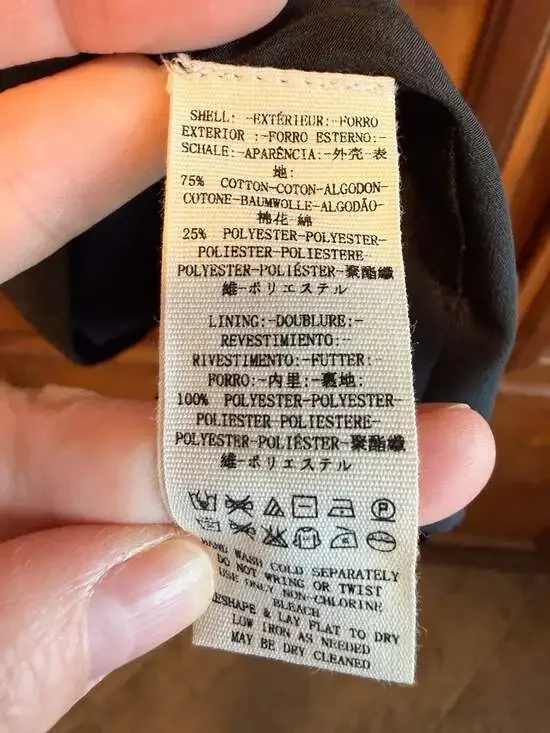 SHELL: -EXTÉRIEUR:-FORRO
EXTERIOR :-FORRO ESTERNO:-
SCHALE:-APARÊNCIA:-外壳 表
地:
75% COTTON-COTON-ALGODON-
COTONE-BAUMWOLLE-ALGODÃO-
棉花-綿
25% POLYESTER-POLYESTER-
POLIESTER-POLIESTERE-
POLYESTER-POLIÉSTER-聚酯纖
維-ポリエステル
LINING:-DOUBLURE:-
REVESTIMIENTO:-
RIVESTIMENTO:-FUTTER:-
FORRO:-内里:-裏地:
100% POLYESTER-POLYESTER-
POLIESTER POLIESTERE-
POLYESTER-POLIÉSTER-聚酯纖
維-ポリエステル
P
HAND WASH COLD SEPARATELY
DO NOT WRING OR TWIST
USE ONLY NON-CHLORINE
BLEACH
RESHAPE & LAY FLAT TO DRY
LOW IRON AS NEEDED
MAY BE DRY CLEANED